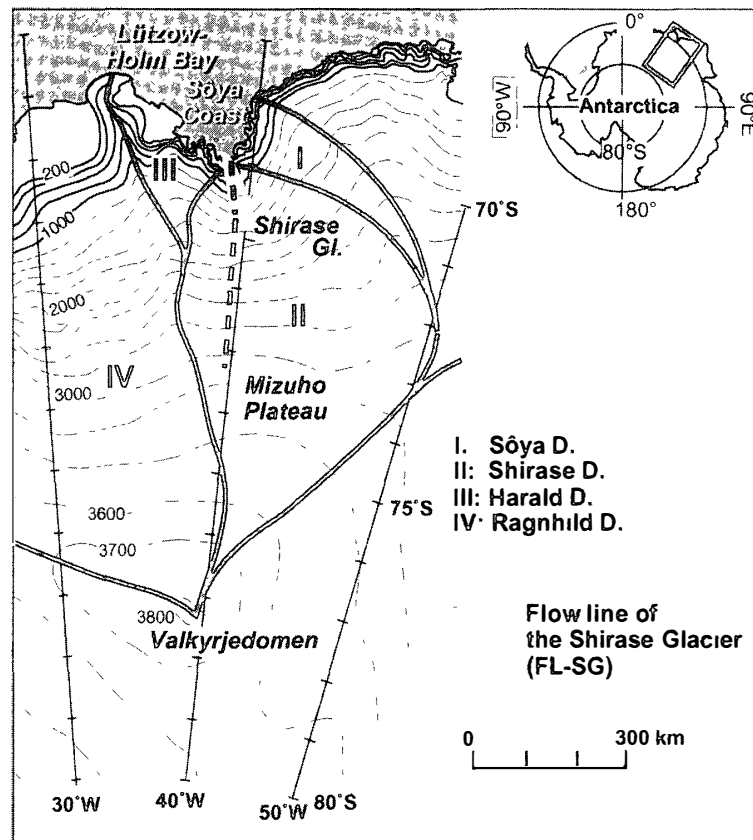 Lützow-
Holm Bay
Sôya
Coast
III
I
200
1000
Shirase
Gl.
2000
II
IV
3000
Mizuho
Plateau
3600
3700
3800
Valkyrjedomen
30°W
40°W
50°W
80°S
75°S
70°S
0°
90°W
Antarctica
90°E
80°S
180°
I. Sôya D.
II: Shirase D.
III: Harald D.
IV· Ragnhild D.
Flow line of
the Shirase Glacier
(FL-SG)
0 300 km